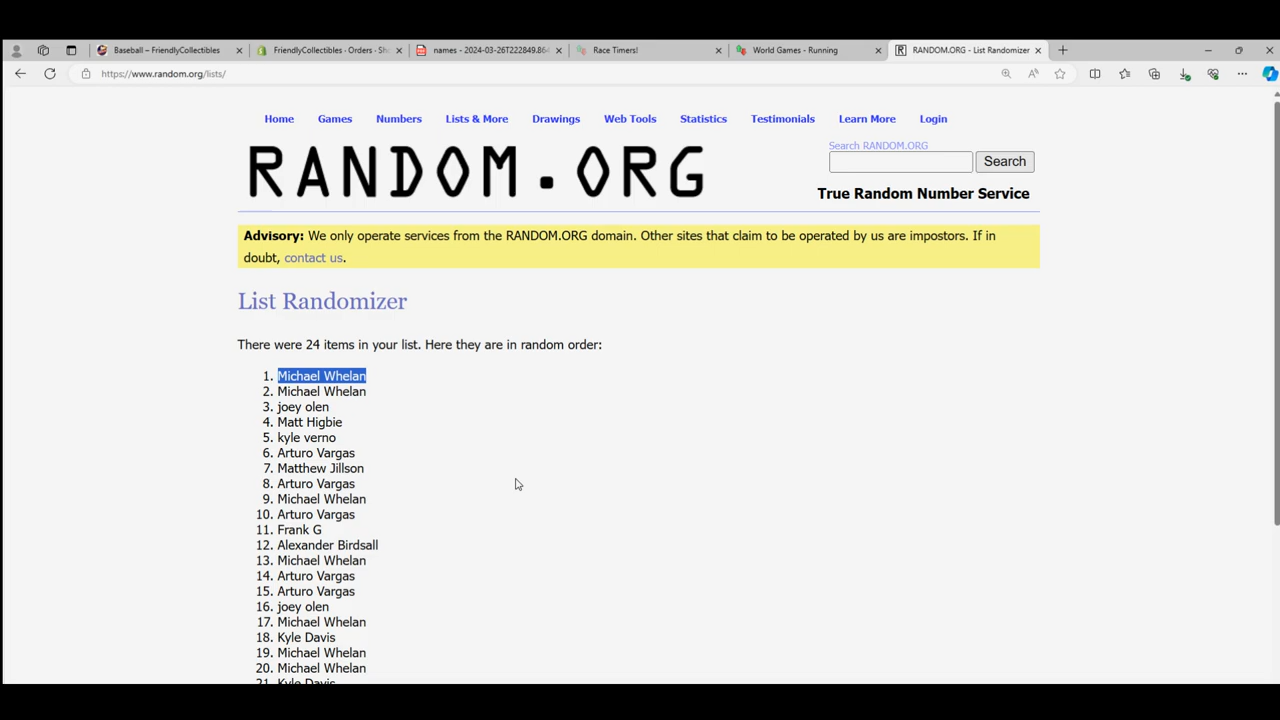 Baseball – FriendlyCollectibles
FriendlyCollectibles · Orders · Sh
names - 2024-03-26T222849.864
Race Timers!
World Games - Running
RANDOM.ORG - List Randomizer
https://www.random.org/lists/
Home Games Numbers Lists & More Drawings Web Tools Statistics Testimonials Learn More Login
RANDOM.ORG
Search RANDOM.ORG
Search
True Random Number Service
Advisory: We only operate services from the RANDOM.ORG domain. Other sites that claim to be operated by us are impostors. If in
doubt, contact us.
List Randomizer
There were 24 items in your list. Here they are in random order:
1. Michael Whelan
2. Michael Whelan
3. joey olen
4. Matt Higbie
5. kyle verno
6. Arturo Vargas
7. Matthew Jillson
8. Arturo Vargas
9. Michael Whelan
10. Arturo Vargas
11. Frank G
12. Alexander Birdsall
13. Michael Whelan
14. Arturo Vargas
15. Arturo Vargas
16. joey olen
17. Michael Whelan
18. Kyle Davis
19. Michael Whelan
20. Michael Whelan
21. Kyle Davis